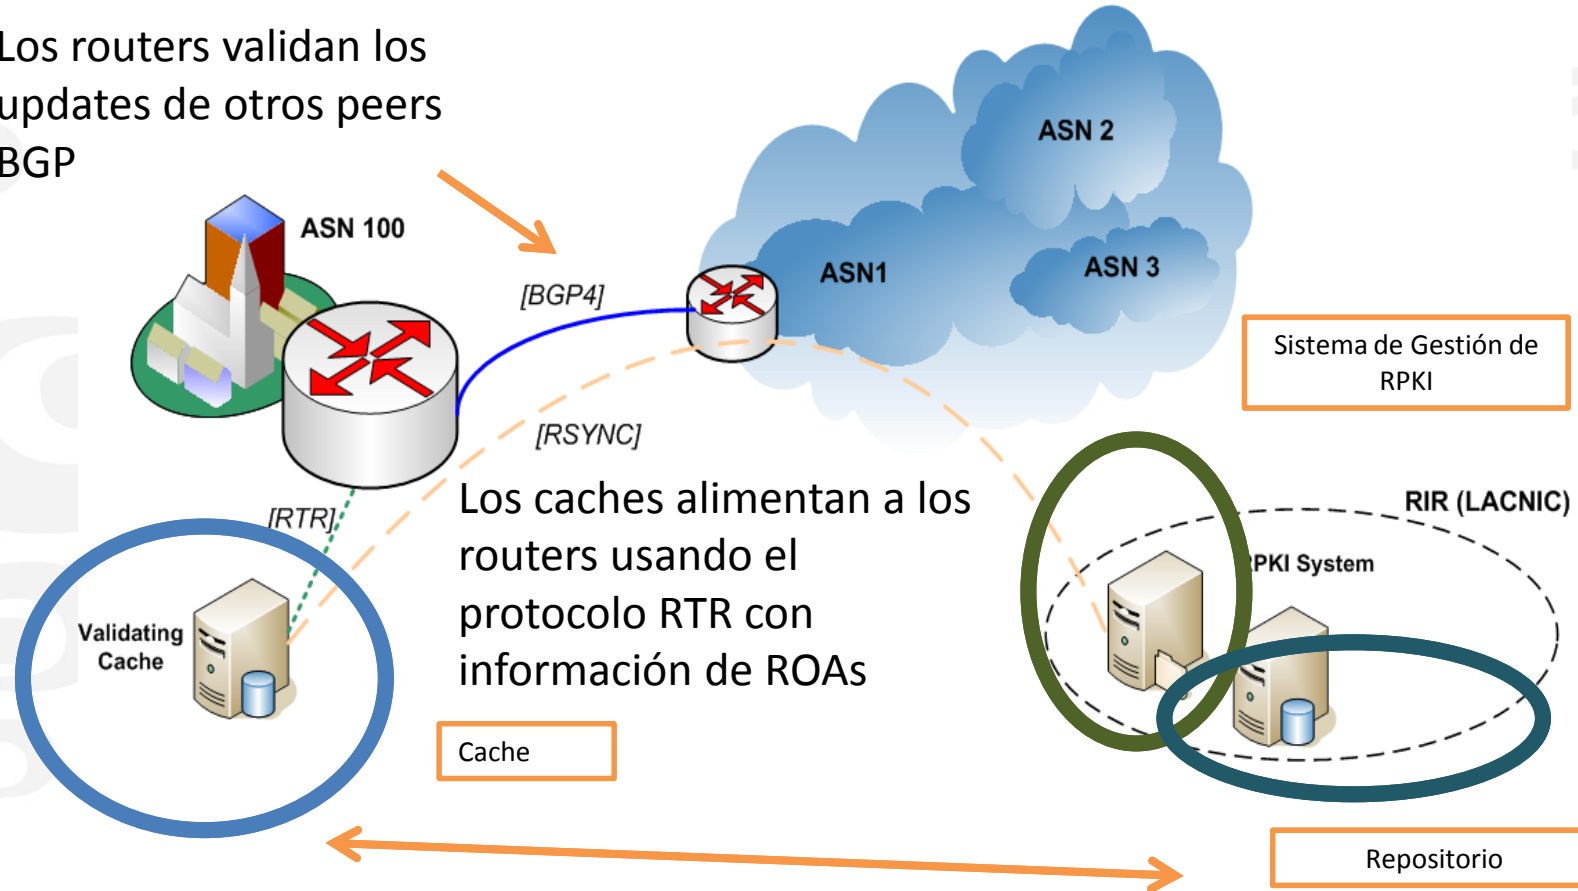 Los routers validan los
updates de otros peers
BGP
ASN 100
ASN 2
ASN1
ASN 3
[BGP4]
Sistema de Gestión de
RPKI
[RSYNC]
Los caches alimentan a los
routers usando el
protocolo RTR con
información de ROAs
[RTR]
RIR (LACNIC)
RPKI System
Validating
Cache
Cache
Repositorio